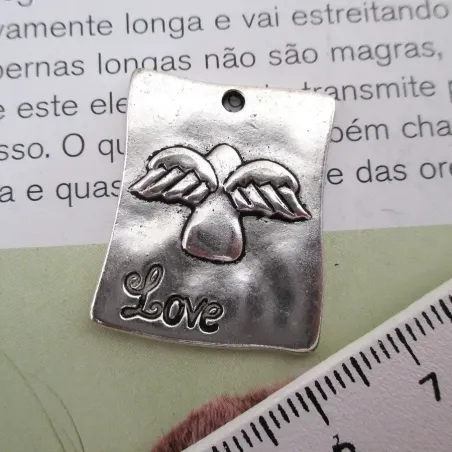 vamente longa e vai estreitando
pernas longas não são magras,
e este ele transmite p
sso. O qu bém cha
a e quas e das ore
Love
7